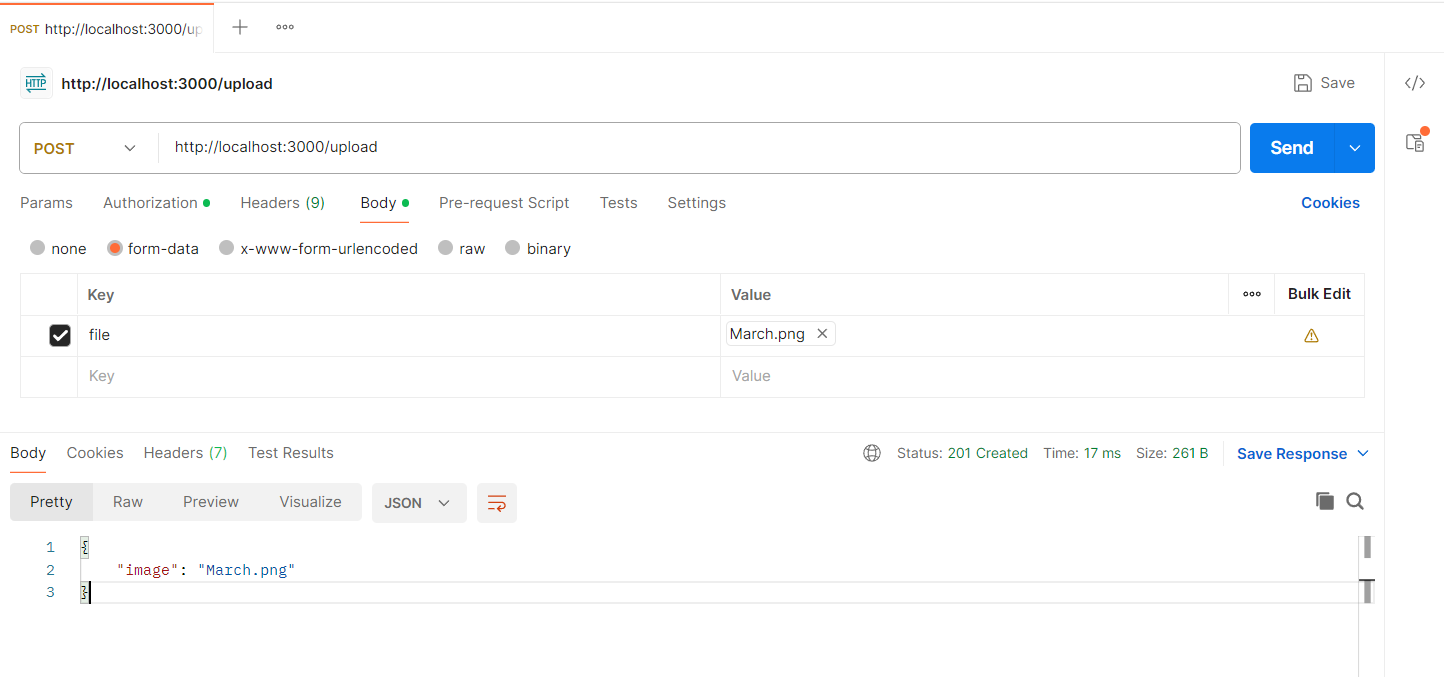 POST http://localhost:3000/up
HTTP http://localhost:3000/upload Save
POST http://localhost:3000/upload Send
Params Authorization Headers (9) Body Pre-request Script Tests Settings Cookies
none form-data x-www-form-urlencoded raw binary
Key Value Bulk Edit
file March.png
Key Value
Body Cookies Headers (7) Test Results Status: 201 Created Time: 17 ms Size: 261 B Save Response
Pretty Raw Preview Visualize JSON
1 {
2 "image": "March.png"
3 }